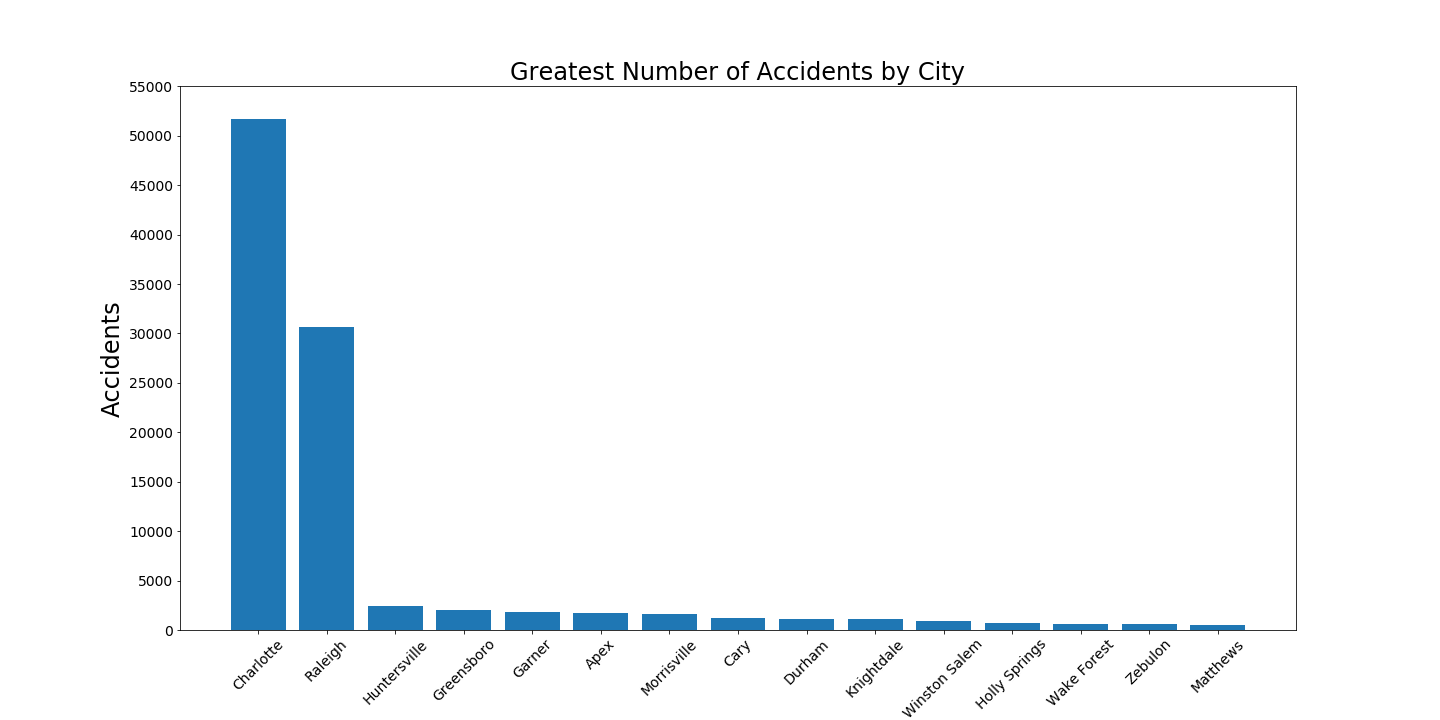 Greatest Number of Accidents by City
Accidents
55000
50000
45000
40000
35000
30000
25000
20000
15000
10000
5000
0
Charlotte
Raleigh
Huntersville
Greensboro
Garner
Apex
Morrisville
Cary
Durham
Knightdale
Winston Salem
Holly Springs
Wake Forest
Zebulon
Matthews